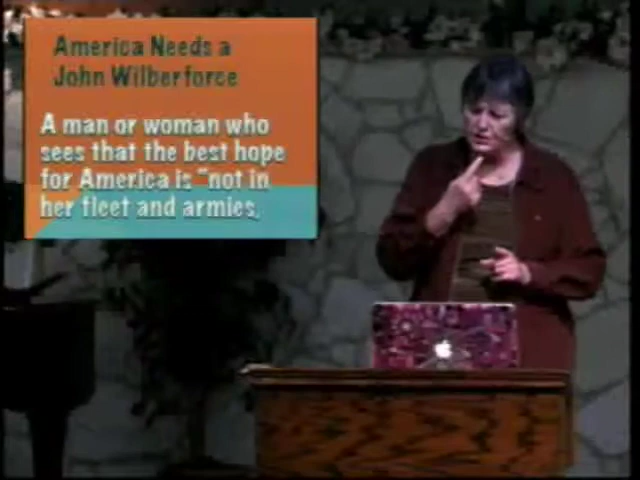 America Needs a
John Wilberforce
A man or woman who
sees that the best hope
for America is "not in
her fleet and armies,